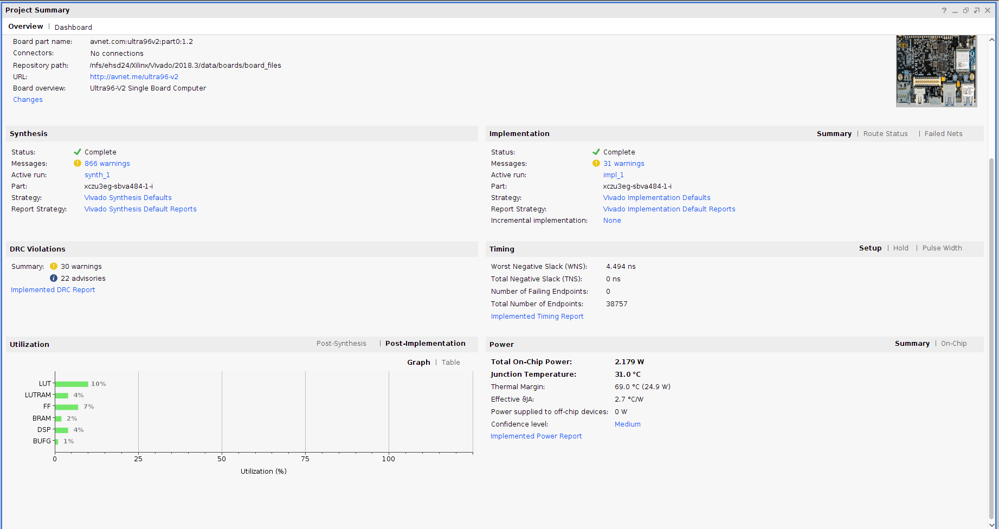 Project Summary
Overview | Dashboard
Board part name: avnet.com:ultra96v2:part0:1.2
Connectors: No connections
Repository path: /nfs/ehsd24/Xilinx/Vivado/2018.3/data/boards/board_files
URL: http://avnet.me/ultra96-v2
Board overview: Ultra96-V2 Single Board Computer
Changes
Synthesis
Status: Complete
Messages: 866 warnings
Active run: synth_1
Part: xczu3eg-sbva484-1-i
Strategy: Vivado Synthesis Defaults
Report Strategy: Vivado Synthesis Default Reports
Implementation Summary | Route Status | Failed Nets
Status: Complete
Messages: 31 warnings
Active run: impl_1
Part: xczu3eg-sbva484-1-i
Strategy: Vivado Implementation Defaults
Report Strategy: Vivado Implementation Default Reports
Incremental implementation: None
DRC Violations
Summary: 30 warnings
22 advisories
Implemented DRC Report
Timing Setup | Hold | Pulse Width
Worst Negative Slack (WNS): 4.494 ns
Total Negative Slack (TNS): 0 ns
Number of Failing Endpoints: 0
Total Number of Endpoints: 38757
Implemented Timing Report
Utilization Post-Synthesis | Post-Implementation
Graph | Table
LUT 10%
LUTRAM 4%
FF 7%
BRAM 2%
DSP 4%
BUFG 1%
0 25 50 75 100
Utilization (%)
Power Summary | On-Chip
Total On-Chip Power: 2.179 W
Junction Temperature: 31.0 °C
Thermal Margin: 69.0 °C (24.9 W)
Effective ϑJA: 2.7 °C/W
Power supplied to off-chip devices: 0 W
Confidence level: Medium
Implemented Power Report